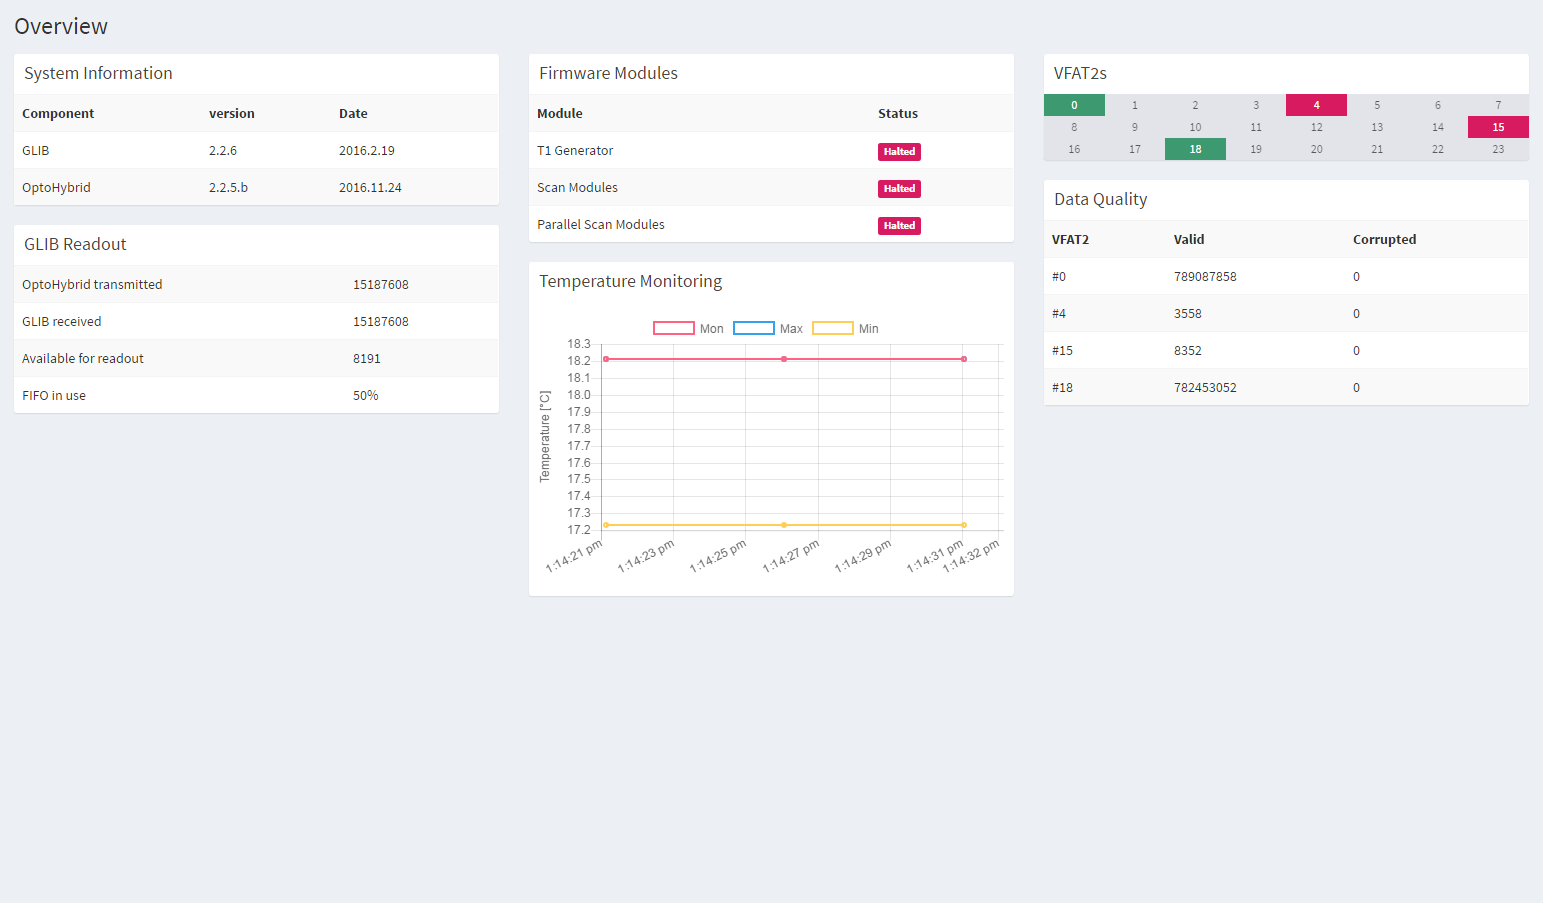 Overview
System Information
Component version Date
GLIB 2.2.6 2016.2.19
OptoHybrid 2.2.5.b 2016.11.24
GLIB Readout
OptoHybrid transmitted 15187608
GLIB received 15187608
Available for readout 8191
FIFO in use 50%
Firmware Modules
Module Status
T1 Generator Halted
Scan Modules Halted
Parallel Scan Modules Halted
Temperature Monitoring
Mon Max Min
Temperature [°C]
18.3
18.2
18.1
18.0
17.9
17.8
17.7
17.6
17.5
17.4
17.3
17.2
1:14:21 pm 1:14:23 pm 1:14:25 pm 1:14:27 pm 1:14:29 pm 1:14:31 pm 1:14:32 pm
VFAT2s
0 1 2 3 4 5 6 7
8 9 10 11 12 13 14 15
16 17 18 19 20 21 22 23
Data Quality
VFAT2 Valid Corrupted
#0 789087858 0
#4 3558 0
#15 8352 0
#18 782453052 0